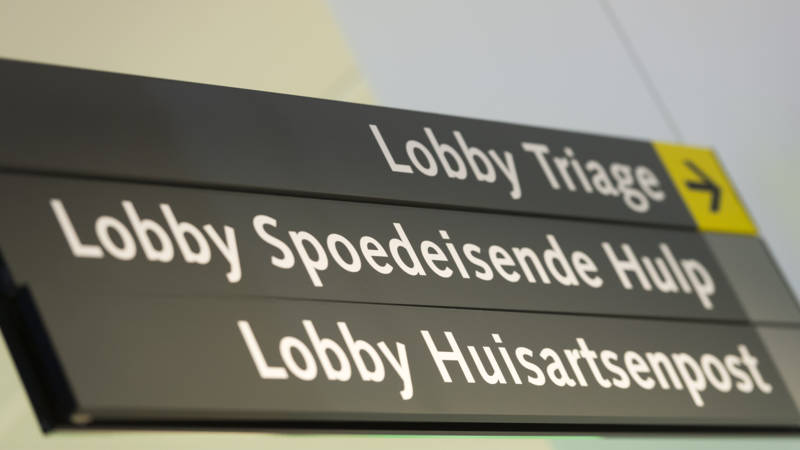 Lobby Triage
Lobby Spoedeisende Hulp
Lobby Huisartsenpost